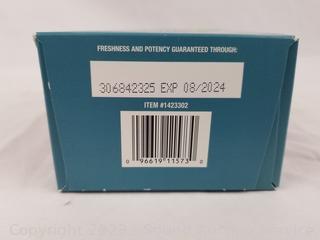 FRESHNESS AND POTENCY GUARANTEED THROUGH:
306842325 EXP 08/2024
ITEM #1423302
0 96619 11573 0